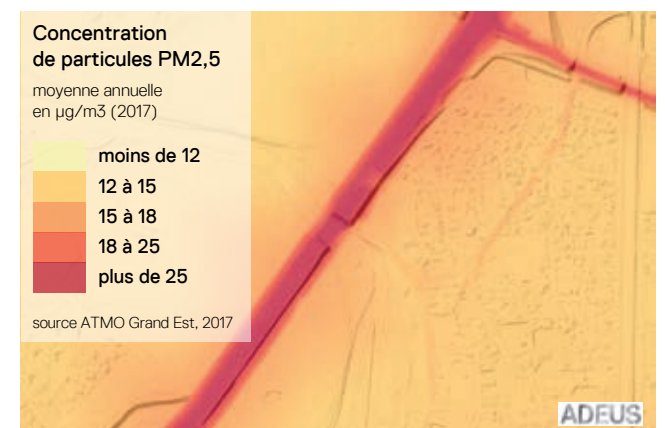 Concentration
de particules PM2,5
moyenne annuelle
en µg/m3 (2017)
moins de 12
12 à 15
15 à 18
18 à 25
plus de 25
source ATMO Grand Est, 2017
ADEUS